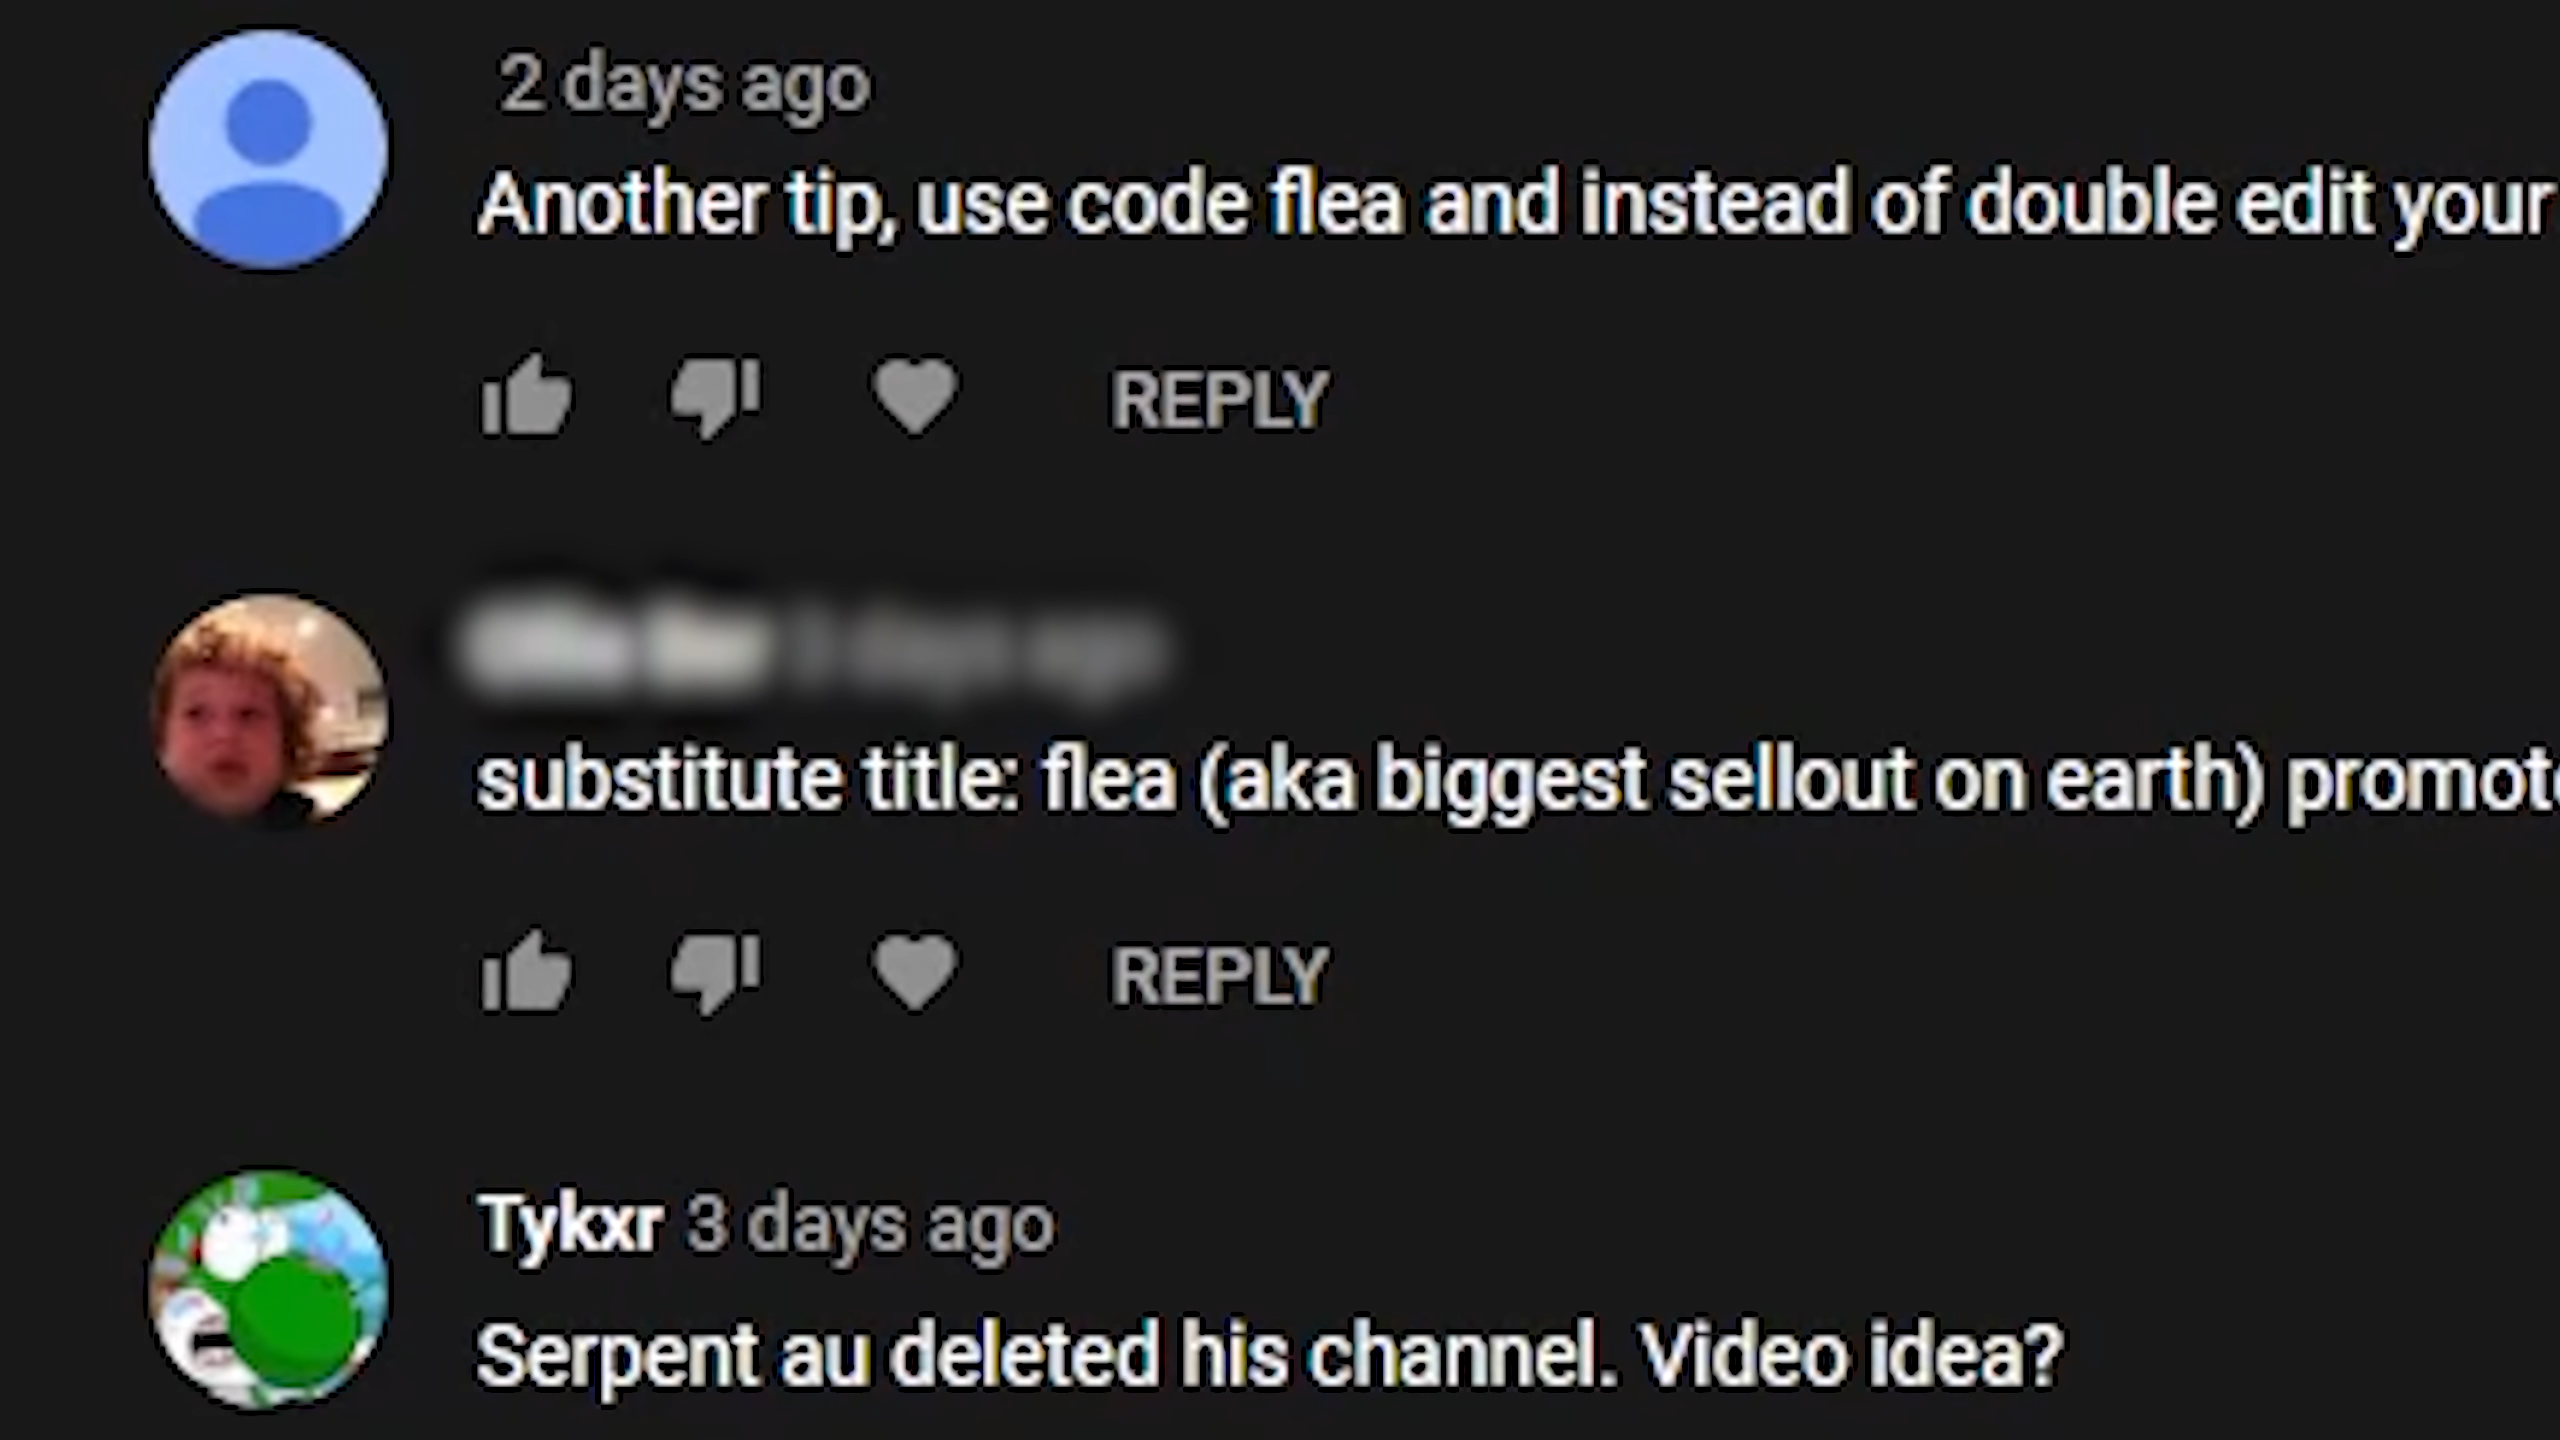 2 days ago
Another tip, use code flea and instead of double edit your
REPLY
substitute title: flea (aka biggest sellout on earth) promote
REPLY
Tykxr 3 days ago
Serpent au deleted his channel. Video idea?